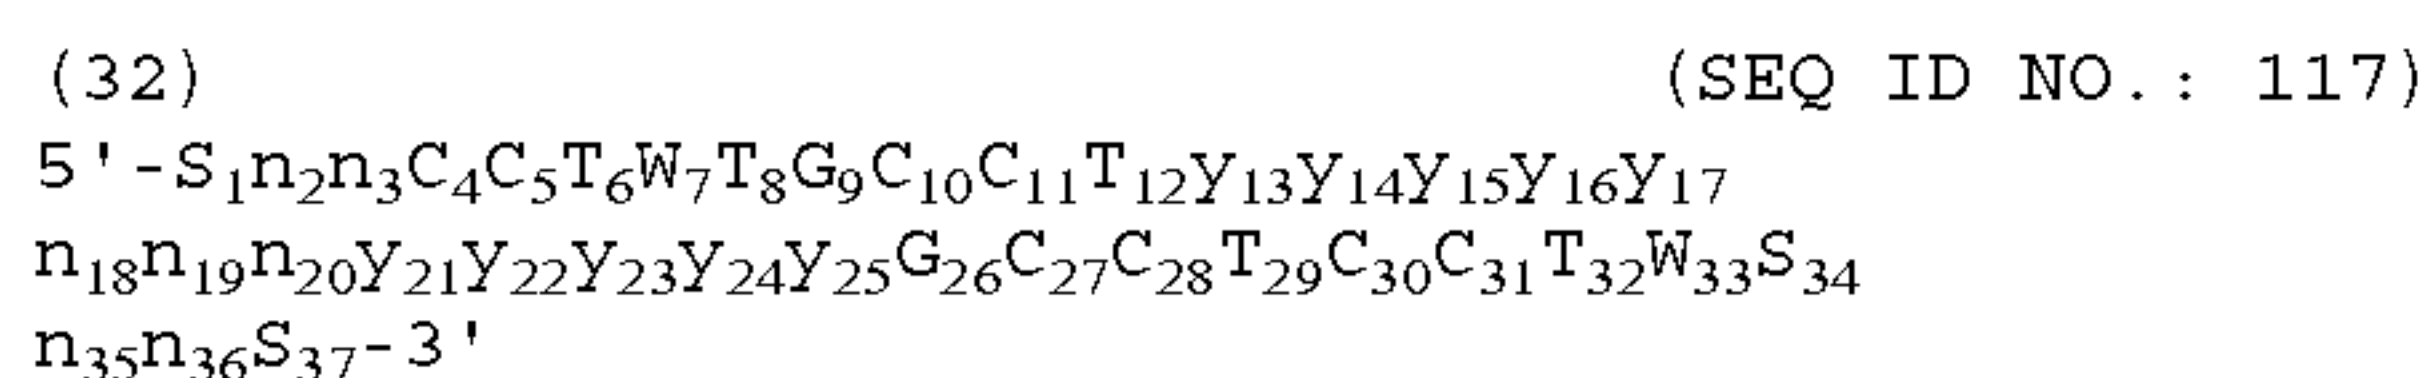 (32) (SEQ ID NO.: 117)
5'-S₁n₂n₃C₄C₅T₆W₇T₈G₉C₁₀C₁₁T₁₂y₁₃y₁₄y₁₅y₁₆y₁₇
n₁₈n₁₉n₂₀y₂₁y₂₂y₂₃y₂₄y₂₅G₂₆C₂₇C₂₈T₂₉C₃₀C₃₁T₃₂W₃₃S₃₄
n₃₅n₃₆S₃₇-3'